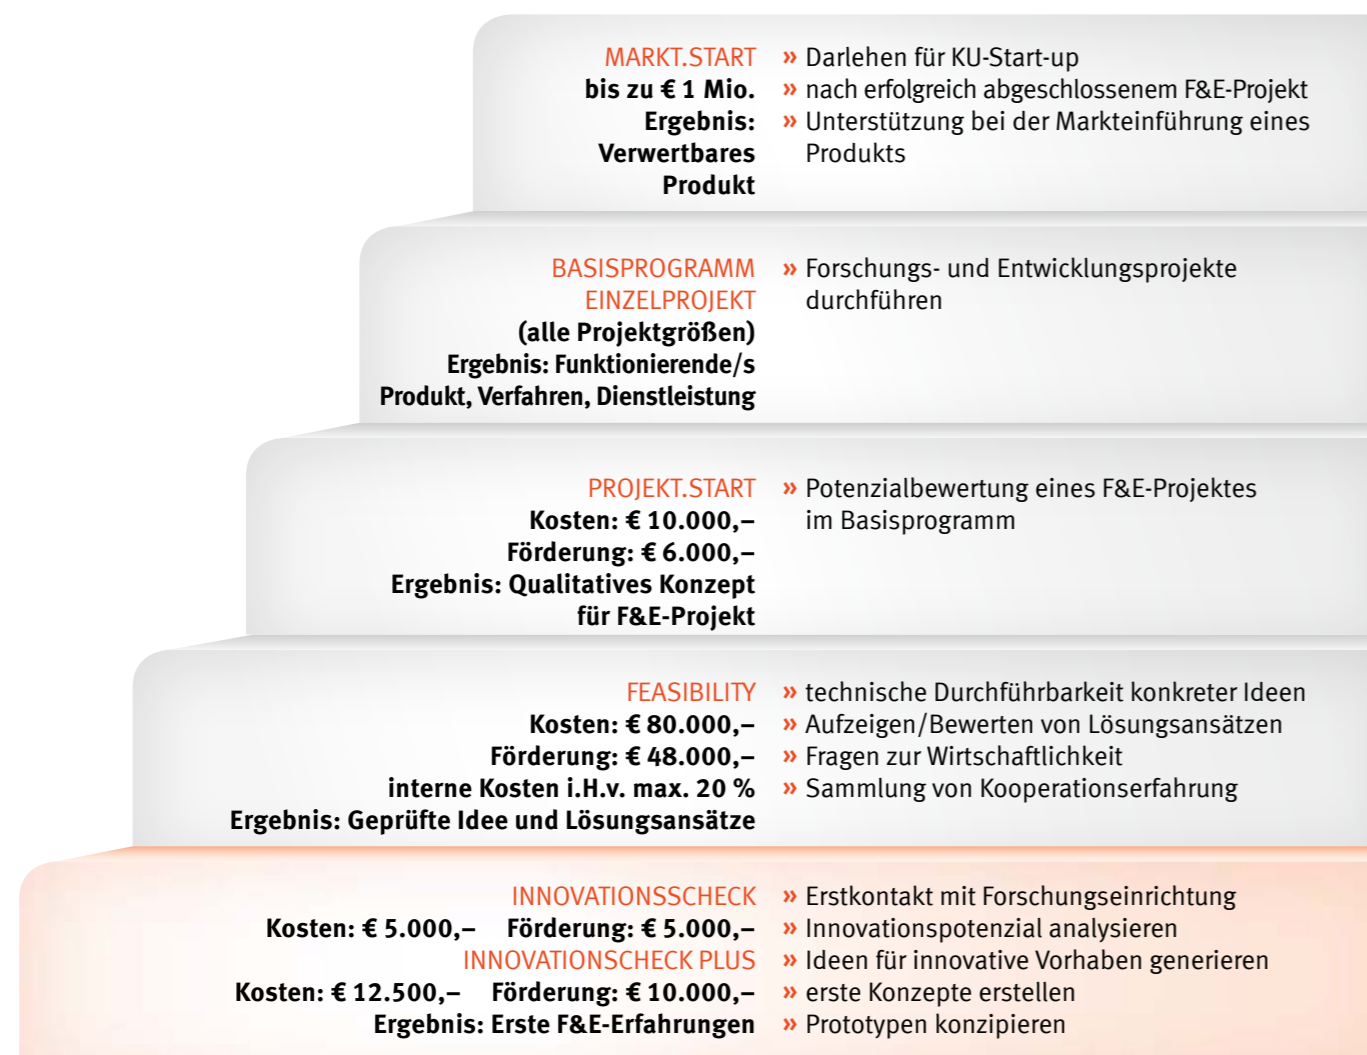 MARKT.START
bis zu € 1 Mio.
Ergebnis:
Verwertbares
Produkt
» Darlehen für KU-Start-up
» nach erfolgreich abgeschlossenem F&E-Projekt
» Unterstützung bei der Markteinführung eines
Produkts
BASISPROGRAMM
EINZELPROJEKT
(alle Projektgrößen)
Ergebnis: Funktionierende/s
Produkt, Verfahren, Dienstleistung
» Forschungs- und Entwicklungsprojekte
durchführen
PROJEKT.START
Kosten: € 10.000,–
Förderung: € 6.000,–
Ergebnis: Qualitatives Konzept
für F&E-Projekt
» Potenzialbewertung eines F&E-Projektes
im Basisprogramm
FEASIBILITY
Kosten: € 80.000,–
Förderung: € 48.000,–
interne Kosten i.H.v. max. 20 %
Ergebnis: Geprüfte Idee und Lösungsansätze
» technische Durchführbarkeit konkreter Ideen
» Aufzeigen/Bewerten von Lösungsansätzen
» Fragen zur Wirtschaftlichkeit
» Sammlung von Kooperationserfahrung
INNOVATIONSSCHECK
Kosten: € 5.000,– Förderung: € 5.000,–
INNOVATIONSCHECK PLUS
Kosten: € 12.500,– Förderung: € 10.000,–
Ergebnis: Erste F&E-Erfahrungen
» Erstkontakt mit Forschungseinrichtung
» Innovationspotenzial analysieren
» Ideen für innovative Vorhaben generieren
» erste Konzepte erstellen
» Prototypen konzipieren